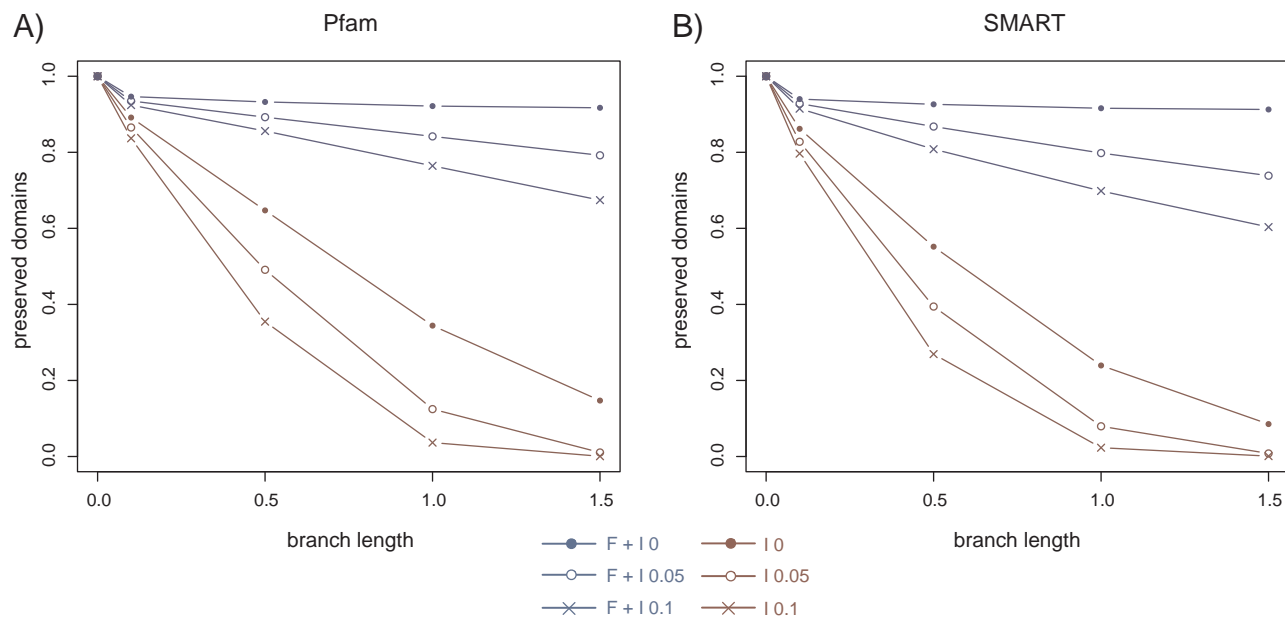 A)
Pfam
B)
SMART
preserved domains
1.0
0.8
0.6
0.4
0.2
0.0
0.0 0.5 1.0 1.5
branch length
preserved domains
1.0
0.8
0.6
0.4
0.2
0.0
0.0 0.5 1.0 1.5
branch length
F + I 0
I 0
F + I 0.05
I 0.05
F + I 0.1
I 0.1